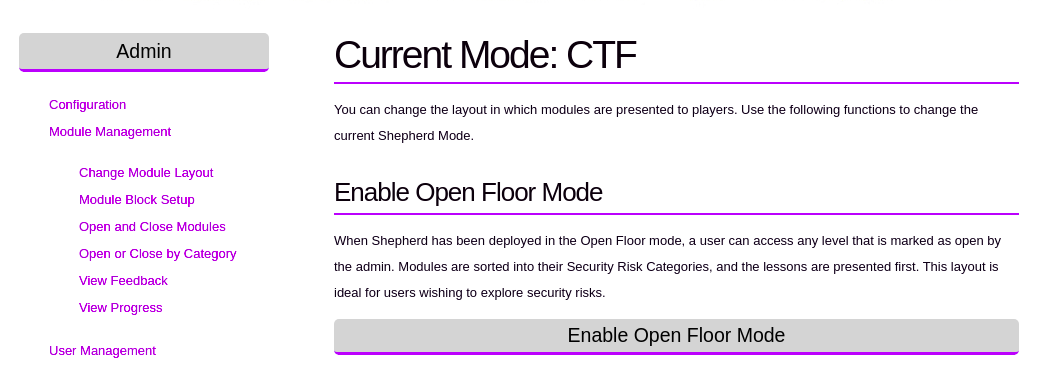 Admin
Configuration
Module Management
Change Module Layout
Module Block Setup
Open and Close Modules
Open or Close by Category
View Feedback
View Progress
User Management
Current Mode: CTF
You can change the layout in which modules are presented to players. Use the following functions to change the
current Shepherd Mode.
Enable Open Floor Mode
When Shepherd has been deployed in the Open Floor mode, a user can access any level that is marked as open by
the admin. Modules are sorted into their Security Risk Categories, and the lessons are presented first. This layout is
ideal for users wishing to explore security risks.
Enable Open Floor Mode